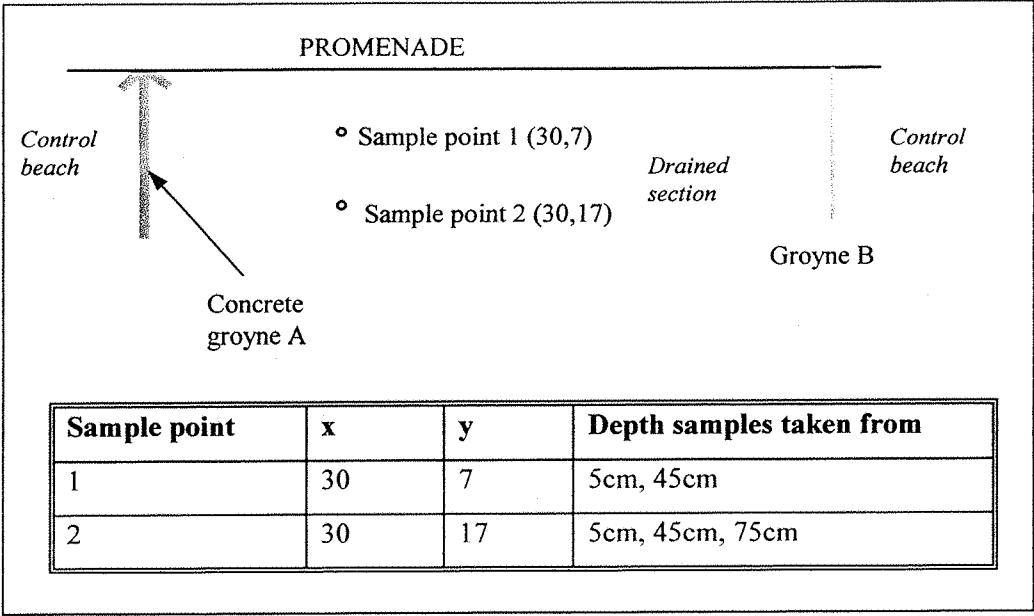 PROMENADE
Control
beach
Sample point 1 (30,7)
Drained
section
Control
beach
Sample point 2 (30,17)
Groyne B
Concrete
groyne A
Sample point x y Depth samples taken from
1 30 7 5cm, 45cm
2 30 17 5cm, 45cm, 75cm